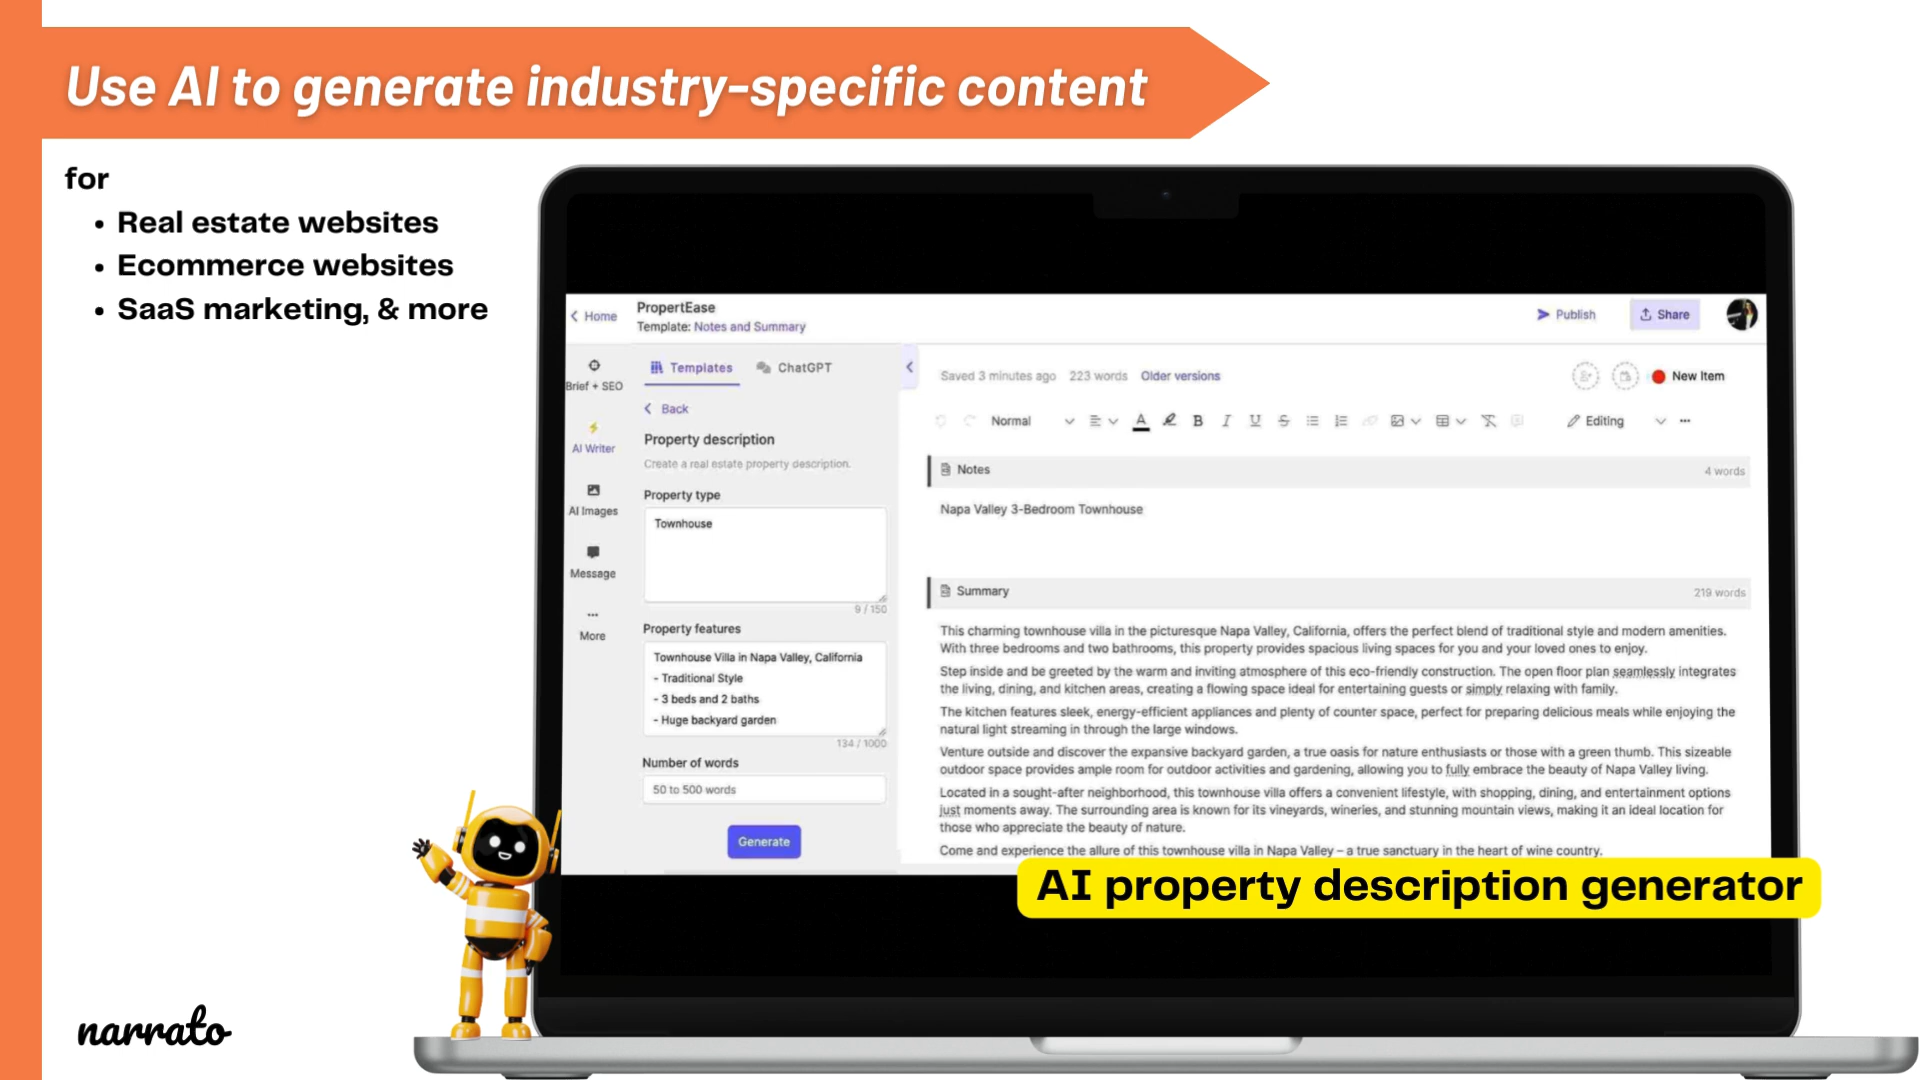 Use AI to generate industry-specific content
for
• Real estate websites
• Ecommerce websites
• SaaS marketing, & more
Home
PropertEase
Template: Notes and Summary
Publish
Share
Brief + SEO
AI Writer
AI Images
Message
More
Templates
ChatGPT
Back
Property description
Create a real estate property description.
Property type
Townhouse
9 / 150
Property features
Townhouse Villa in Napa Valley, California
- Traditional Style
- 3 beds and 2 baths
- Huge backyard garden
134 / 1000
Number of words
50 to 500 words
Generate
Saved 3 minutes ago 223 words Older versions
New Item
Normal
A B I U S
Editing
Notes
4 words
Napa Valley 3-Bedroom Townhouse
Summary
219 words
This charming townhouse villa in the picturesque Napa Valley, California, offers the perfect blend of traditional style and modern amenities.
With three bedrooms and two bathrooms, this property provides spacious living spaces for you and your loved ones to enjoy.
Step inside and be greeted by the warm and inviting atmosphere of this eco-friendly construction. The open floor plan seamlessly integrates
the living, dining, and kitchen areas, creating a flowing space ideal for entertaining guests or simply relaxing with family.
The kitchen features sleek, energy-efficient appliances and plenty of counter space, perfect for preparing delicious meals while enjoying the
natural light streaming in through the large windows.
Venture outside and discover the expansive backyard garden, a true oasis for nature enthusiasts or those with a green thumb. This sizeable
outdoor space provides ample room for outdoor activities and gardening, allowing you to fully embrace the beauty of Napa Valley living.
Located in a sought-after neighborhood, this townhouse villa offers a convenient lifestyle, with shopping, dining, and entertainment options
just moments away. The surrounding area is known for its vineyards, wineries, and stunning mountain views, making it an ideal location for
those who appreciate the beauty of nature.
Come and experience the allure of this townhouse villa in Napa Valley – a true sanctuary in the heart of wine country.
AI property description generator
narrato